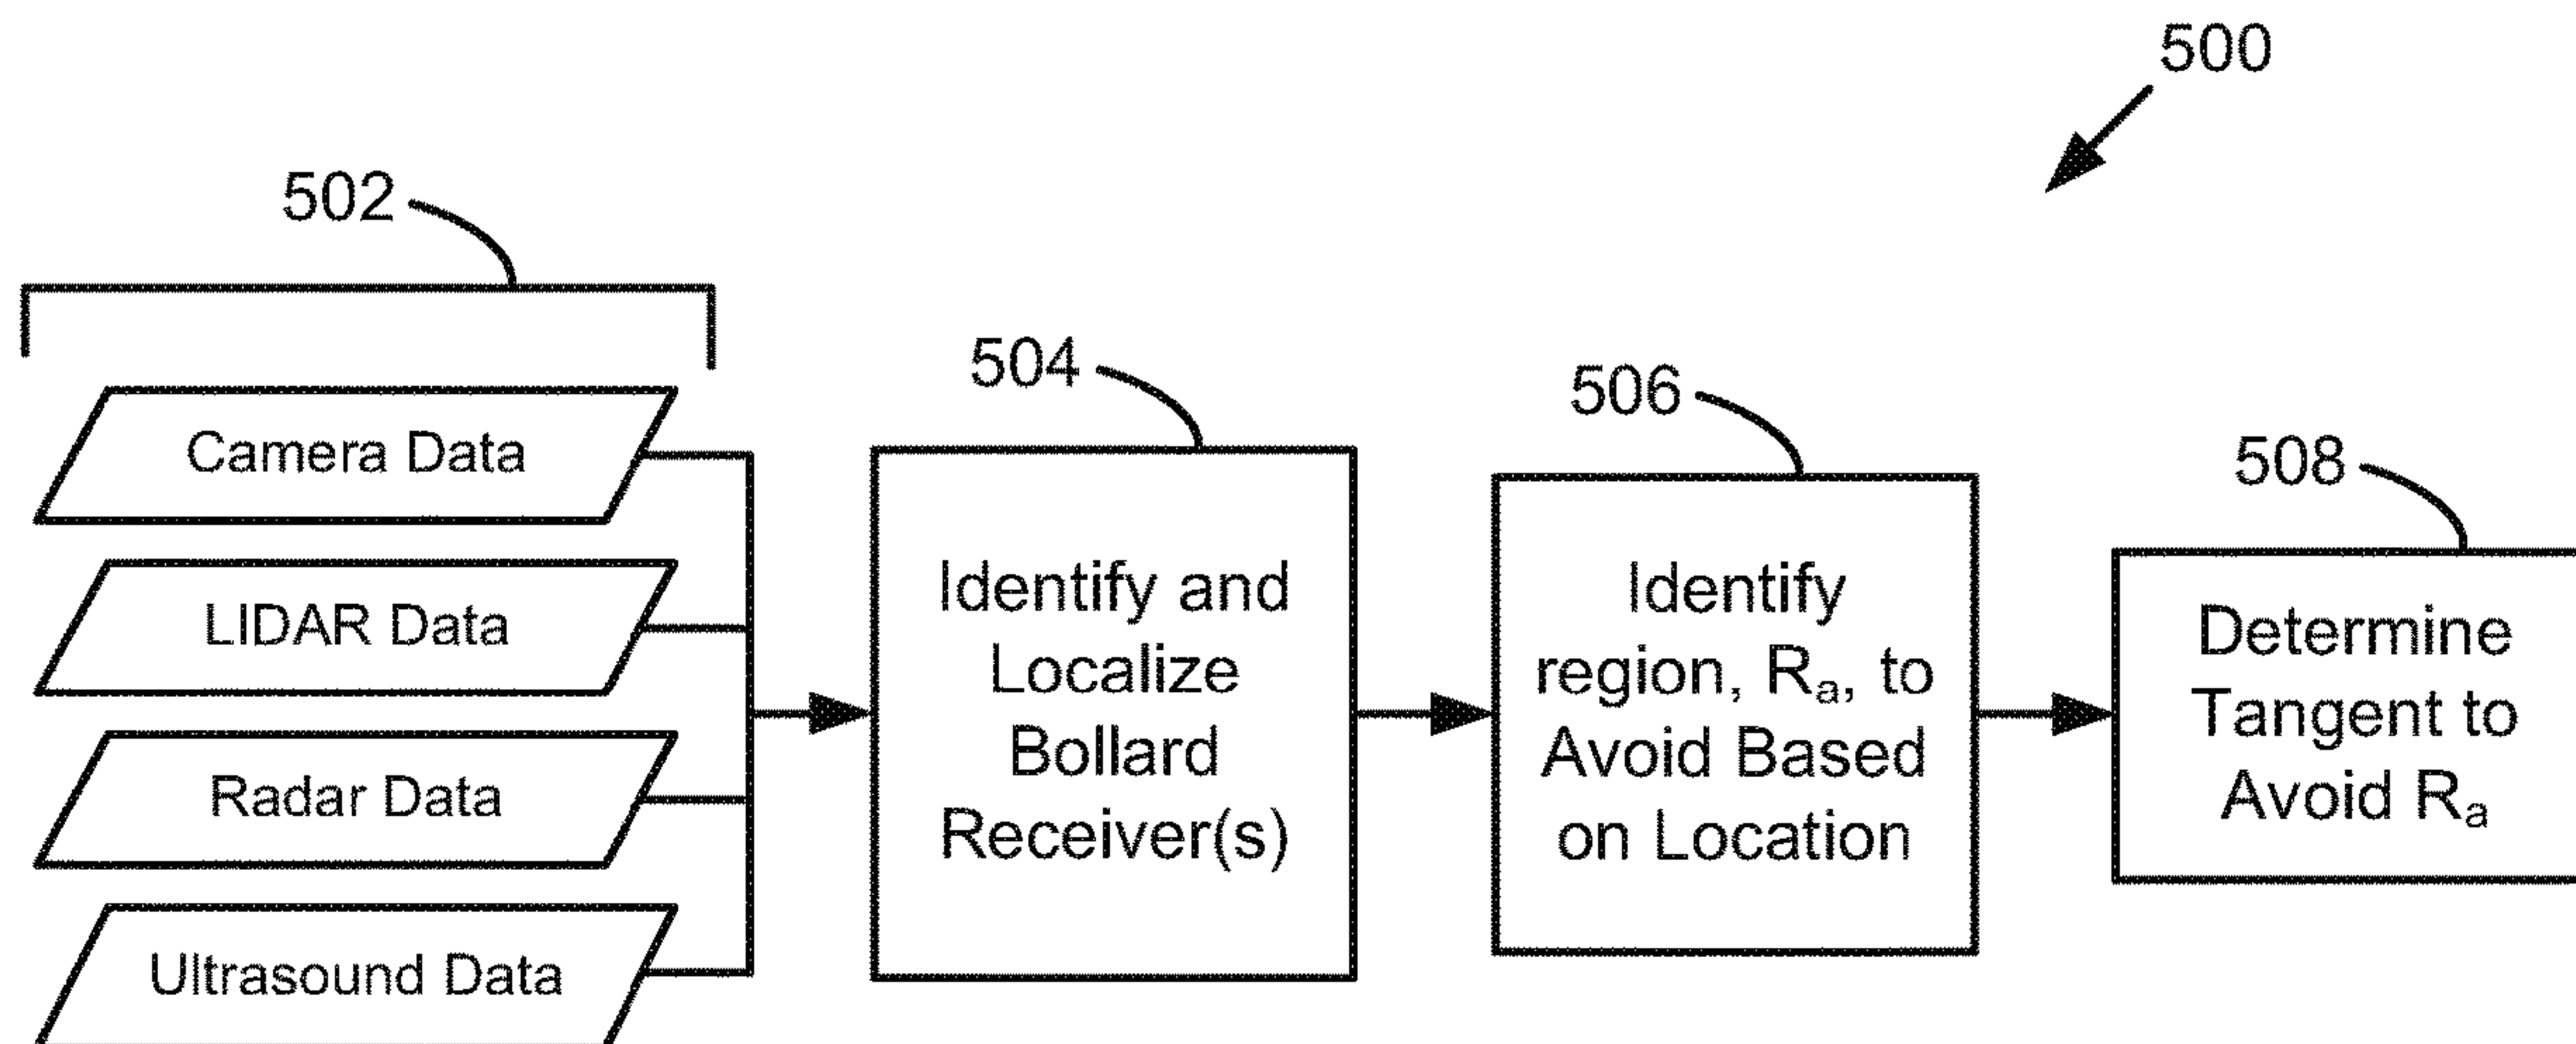 500
502
Camera Data
LIDAR Data
Radar Data
Ultrasound Data
504
Identify and
Localize
Bollard
Receiver(s)
506
Identify
region, Rₐ, to
Avoid Based
on Location
508
Determine
Tangent to
Avoid Rₐ